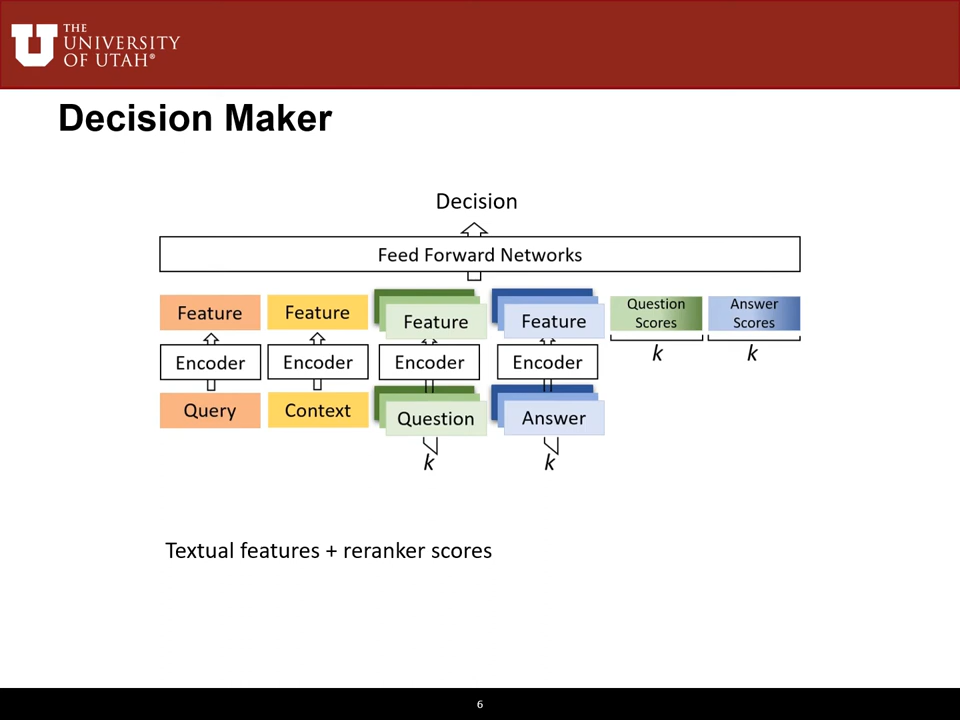 THE
UNIVERSITY
OF UTAH®
Decision Maker
Decision
Feed Forward Networks
Feature Feature Feature Feature Question Scores Answer Scores
Encoder Encoder Encoder Encoder k k
Query Context Question Answer
k k
Textual features + reranker scores
6